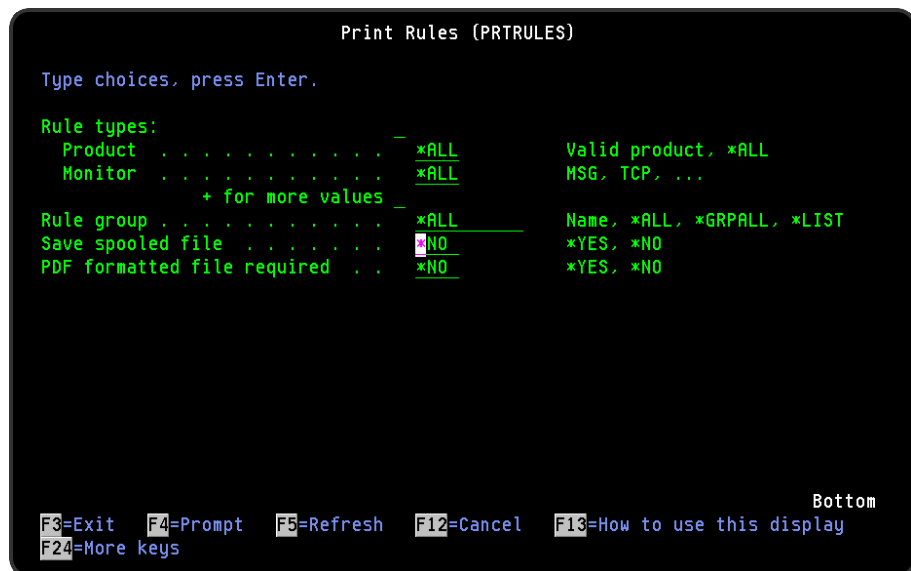 Print Rules (PRTRULES)
Type choices, press Enter.
Rule types: _
Product . . . . . . . . . . . *ALL Valid product, *ALL
Monitor . . . . . . . . . . . *ALL MSG, TCP, ...
+ for more values _
Rule group . . . . . . . . . . . *ALL Name, *ALL, *GRPALL, *LIST
Save spooled file . . . . . . . *NO *YES, *NO
PDF formatted file required . . *NO *YES, *NO
Bottom
F3=Exit F4=Prompt F5=Refresh F12=Cancel F13=How to use this display
F24=More keys